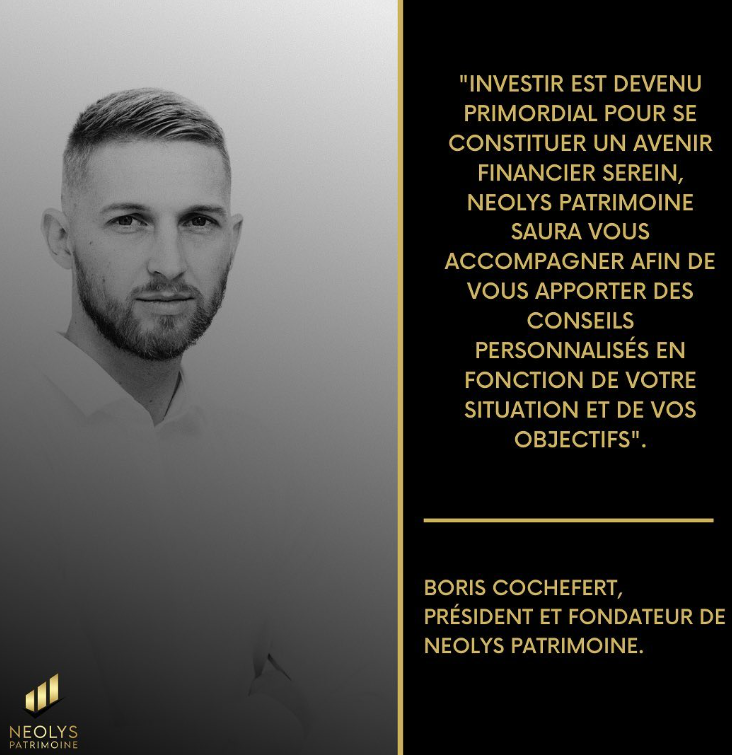 "INVESTIR EST DEVENU
PRIMORDIAL POUR SE
CONSTITUER UN AVENIR
FINANCIER SEREIN,
NEOLYS PATRIMOINE
SAURA VOUS
ACCOMPAGNER AFIN DE
VOUS APPORTER DES
CONSEILS
PERSONNALISÉS EN
FONCTION DE VOTRE
SITUATION ET DE VOS
OBJECTIFS".
BORIS COCHEFERT,
PRÉSIDENT ET FONDATEUR DE
NEOLYS PATRIMOINE.
NEOLYS
PATRIMOINE